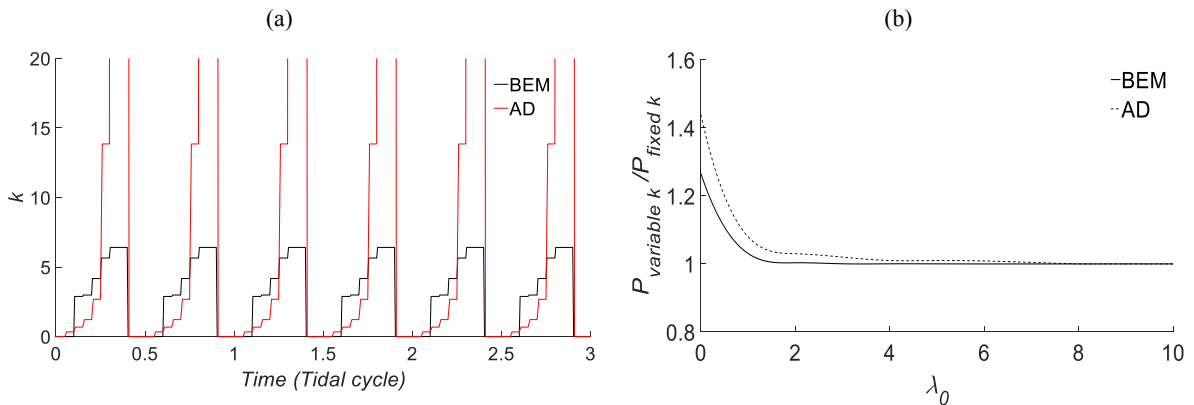 (a)
20
15
10
5
0
k
BEM
AD
0
0.5
1
1.5
2
2.5
3
Time (Tidal cycle)
(b)
1.6
1.4
1.2
1
0.8
P variable k /P fixed k
BEM
AD
0
2
4
6
8
10
λ0